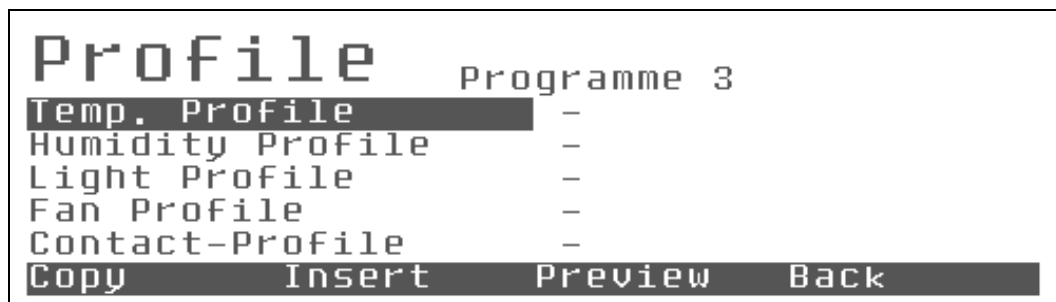 Profile Programme 3
Temp. Profile –
Humidity Profile –
Light Profile –
Fan Profile –
Contact-Profile –
Copy Insert Preview Back